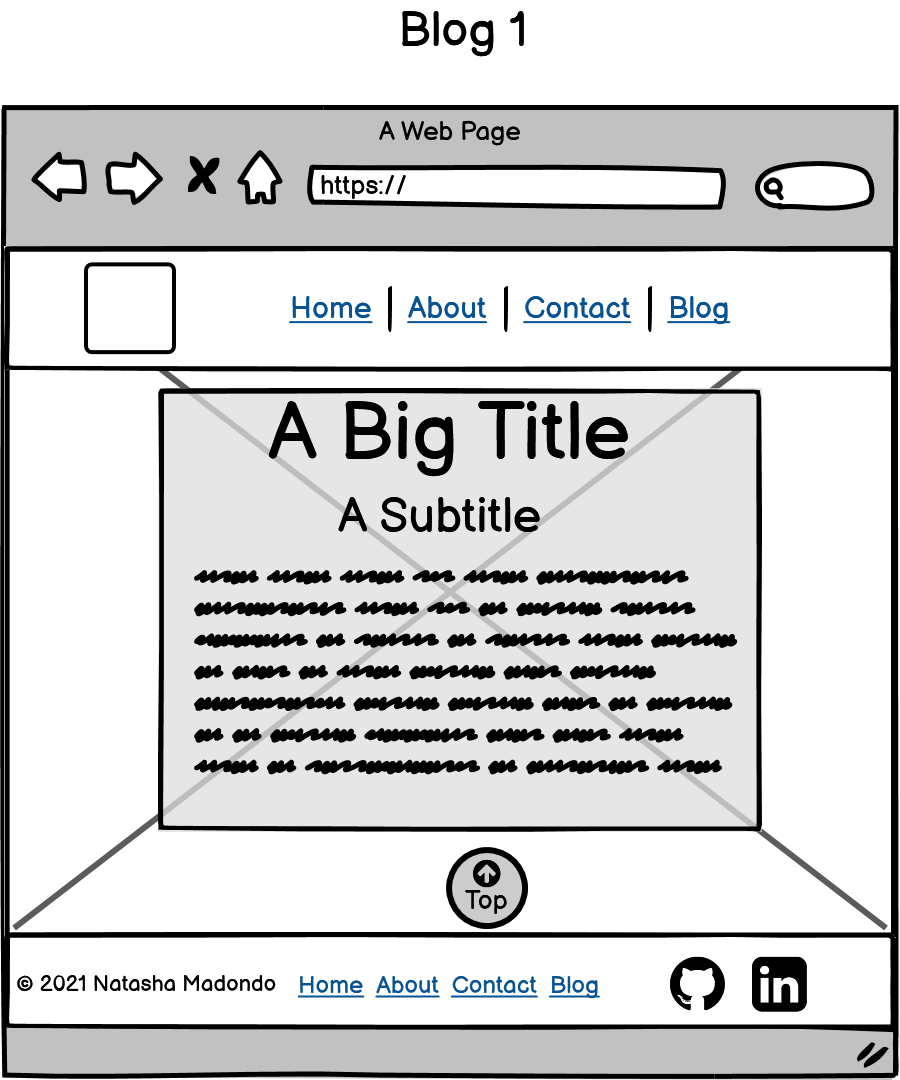 Blog 1
A Web Page
https://
Home | About | Contact | Blog
A Big Title
A Subtitle
Top
© 2021 Natasha Madondo Home About Contact Blog in